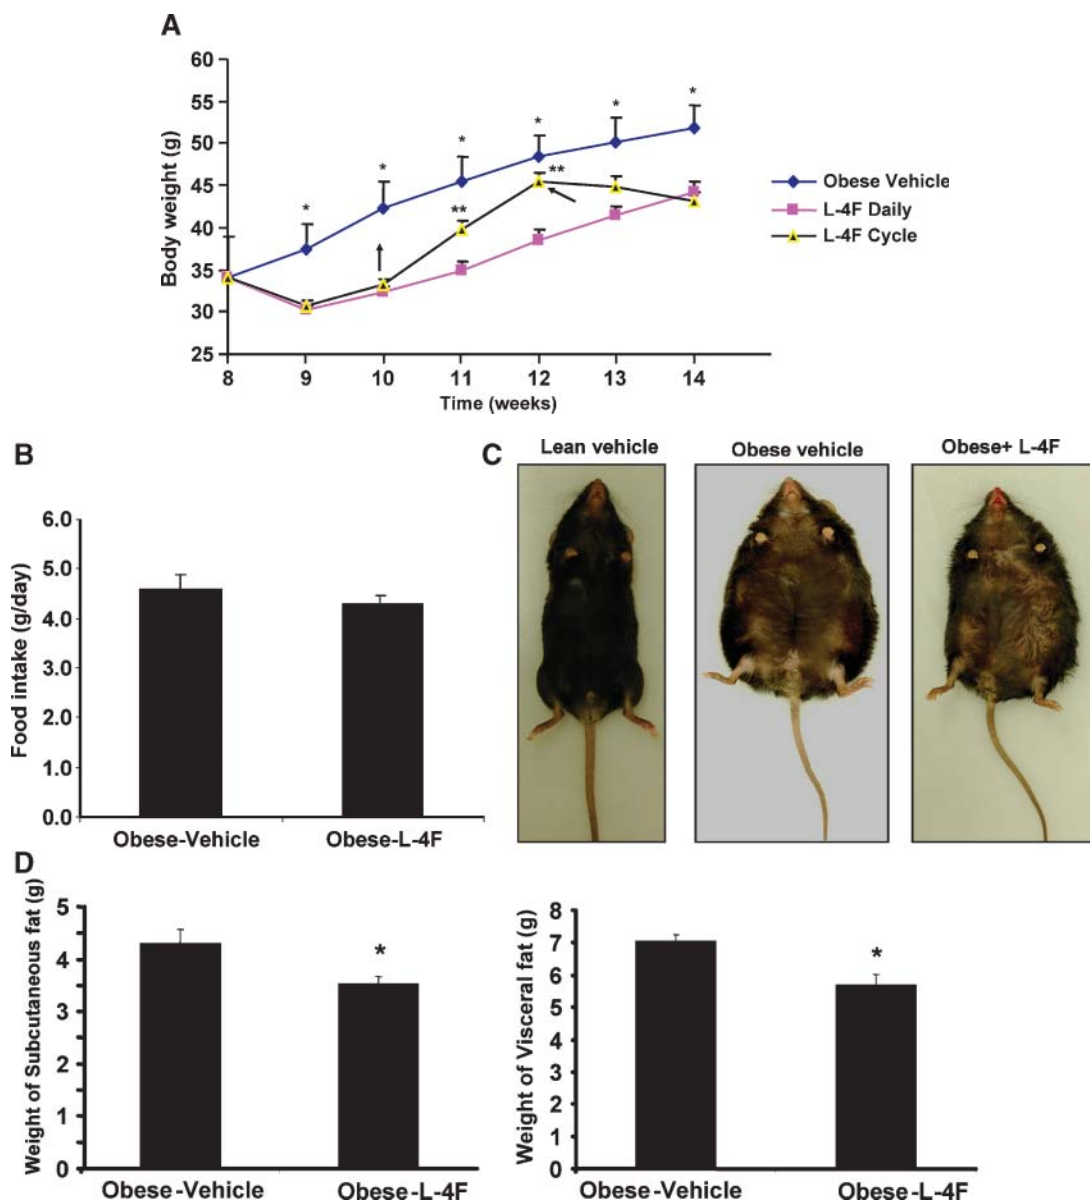 A
60
55
50
45
40
35
30
25
Body weight (g)
* * * * * *
** **
8 9 10 11 12 13 14
Time (weeks)
Obese Vehicle
L-4F Daily
L-4F Cycle
B
6.0
5.0
4.0
3.0
2.0
1.0
0.0
Food intake (g/day)
Obese-Vehicle Obese-L-4F
C
Lean vehicle Obese vehicle Obese+ L-4F
D
5
4
3
2
1
0
Weight of Subcutaneous fat (g)
*
Obese-Vehicle Obese-L-4F
8
7
6
5
4
3
2
1
0
Weight of Visceral fat (g)
*
Obese-Vehicle Obese-L-4F